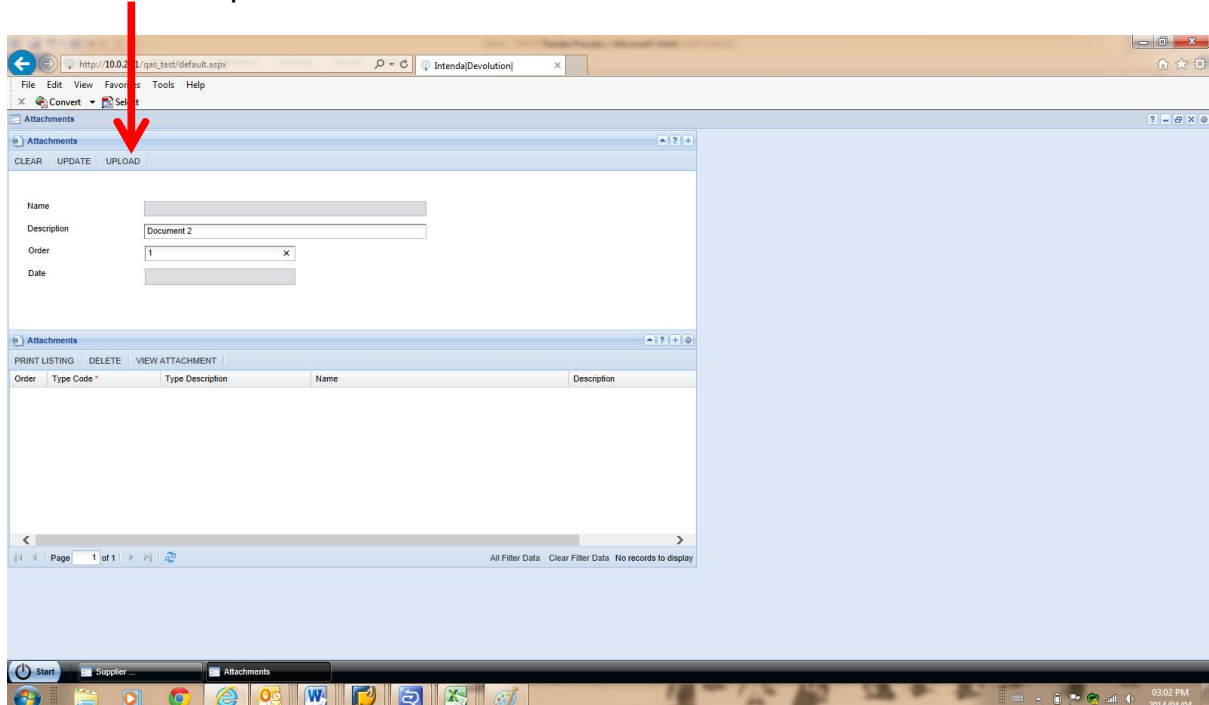 http://10.0.2. 1/qas_test/default.aspx
Intenda|Devolution|
File Edit View Favorites Tools Help
Convert Select
Attachments
Attachments
CLEAR UPDATE UPLOAD
Name
Description Document 2
Order 1
Date
Attachments
PRINT LISTING DELETE VIEW ATTACHMENT
Order Type Code * Type Description Name Description
Page 1 of 1 All Filter Data Clear Filter Data No records to display
Start Supplier ... Attachments
03:02 PM
2014/04/04